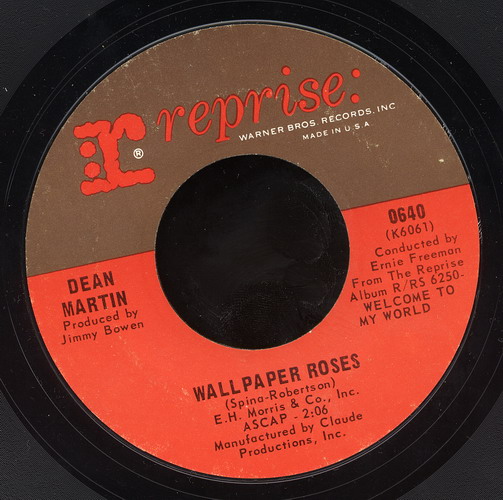 r® reprise:
WARNER BROS. RECORDS, INC
MADE IN U.S.A.
DEAN
MARTIN
Produced by
Jimmy Bowen
0640
(K6061)
Conducted by
Ernie Freeman
From The Reprise
Album R/RS 6250-
WELCOME TO
MY WORLD
WALLPAPER ROSES
(Spina-Robertson)
E.H. Morris & Co., Inc.
ASCAP - 2:06
Manufactured by Claude
Productions, Inc.